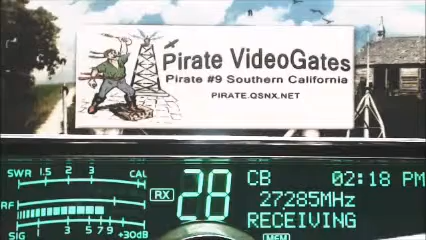 Pirate VideoGates
Pirate #9 Southern California
PIRATE.QSNX.NET
SWR 1.5 2 3 CAL
RF
SIG 1 3 5 7 9 +30dB
RX
28
CB 02:18 PM
27285MHz
RECEIVING
MEM